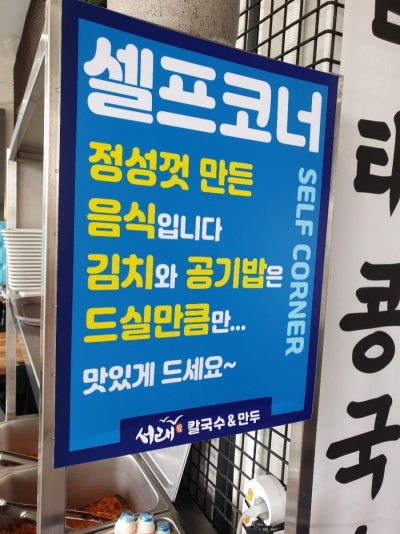 셀프코너
SELF CORNER
정성껏 만든
음식입니다
김치와 공기밥은
드실만큼만...
맛있게 드세요~
서래 칼국수&만두
콩국